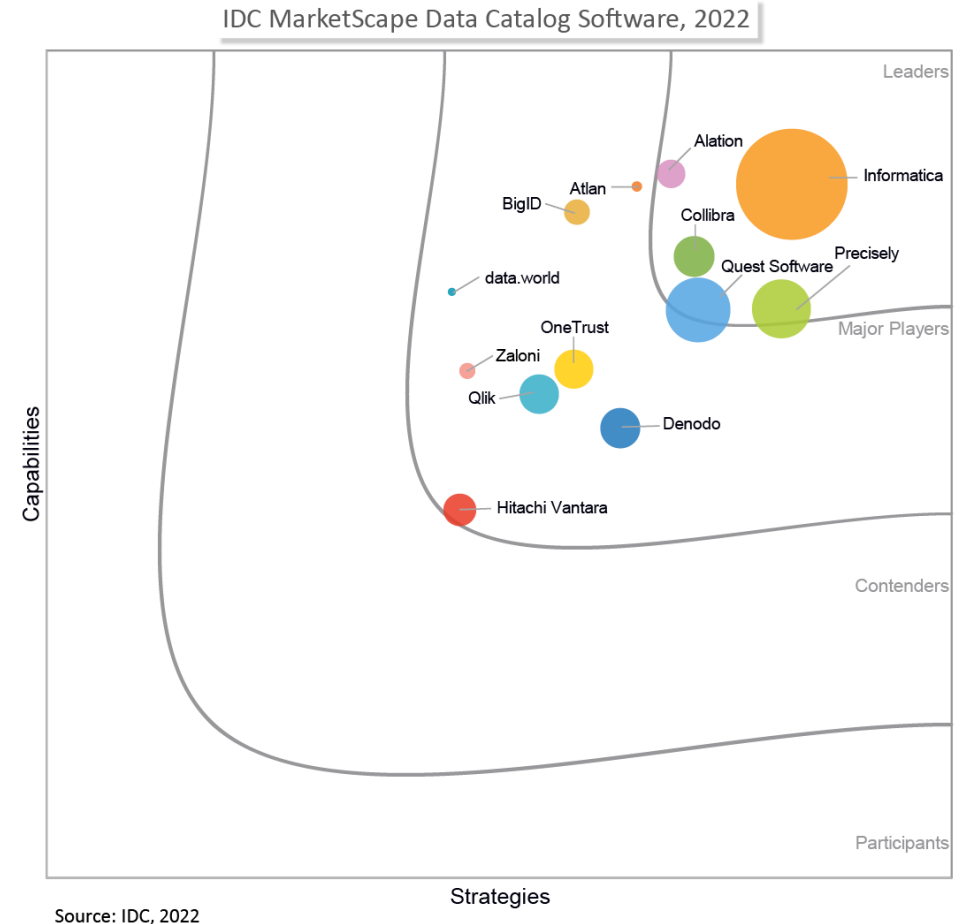 IDC MarketScape Data Catalog Software, 2022
Leaders
Alation
Informatica
Atlan
BigID
Collibra
Precisely
Quest Software
data.world
OneTrust
Major Players
Zaloni
Qlik
Denodo
Capabilities
Hitachi Vantara
Contenders
Participants
Strategies
Source: IDC, 2022